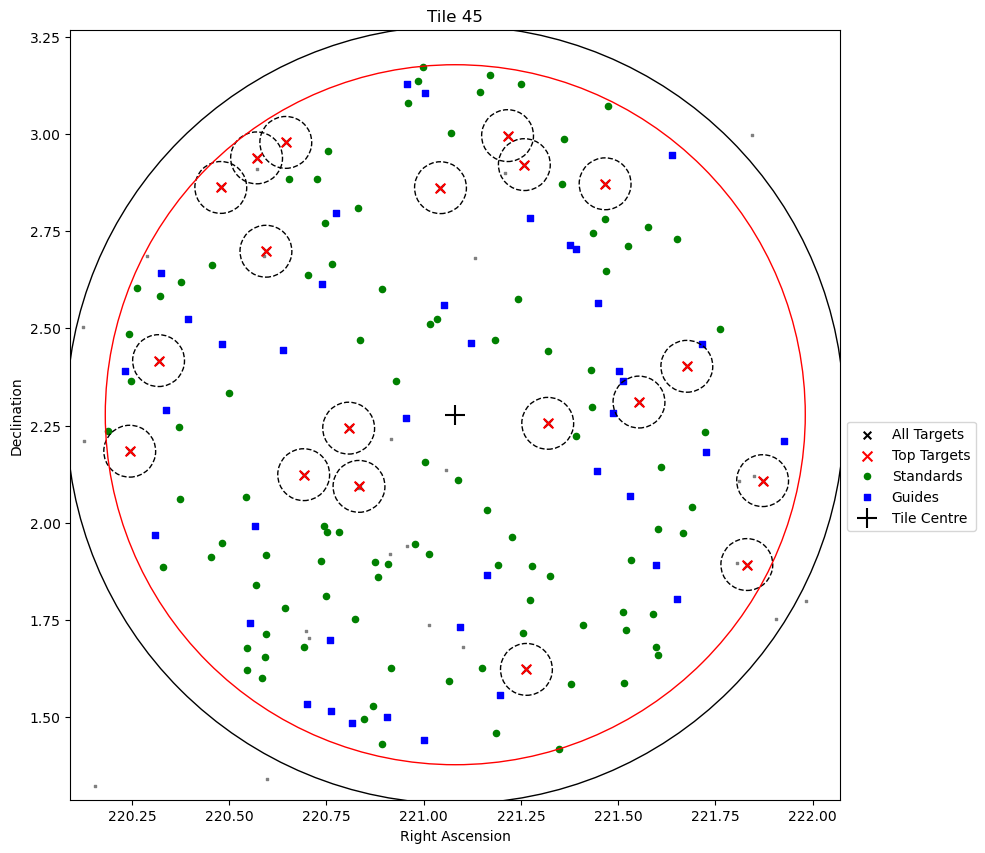 Tile 45
3.25
3.00
2.75
2.50
2.25
2.00
1.75
1.50
Declination
220.25
220.50
220.75
221.00
221.25
221.50
221.75
222.00
Right Ascension
All Targets
Top Targets
Standards
Guides
Tile Centre